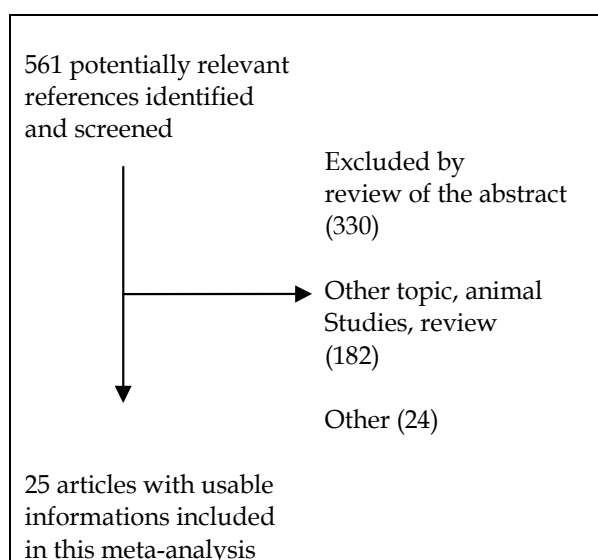 561 potentially relevant
references identified
and screened
Excluded by
review of the abstract
(330)
Other topic, animal
Studies, review
(182)
Other (24)
25 articles with usable
informations included
in this meta-analysis